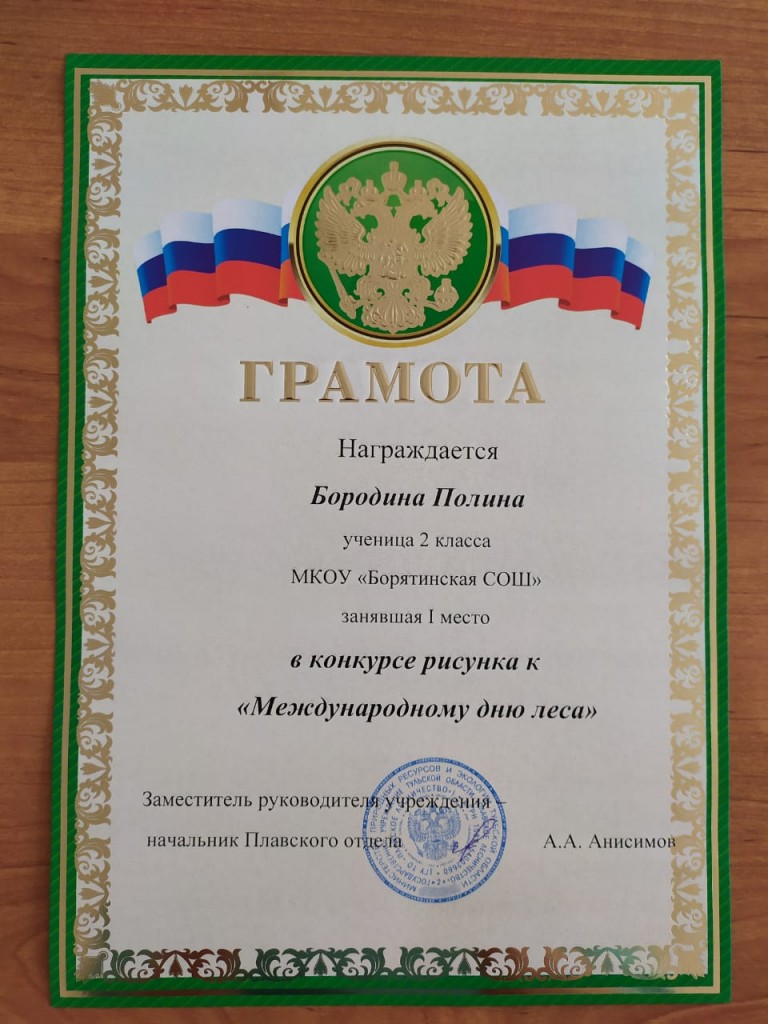 ГРАМОТА
Награждается
Бородина Полина
ученица 2 класса
МКОУ «Борятинская СОШ»
занявшая I место
в конкурсе рисунка к
«Международному дню леса»
Заместитель руководителя учреждения –
начальник Плавского отдела А.А. Анисимов